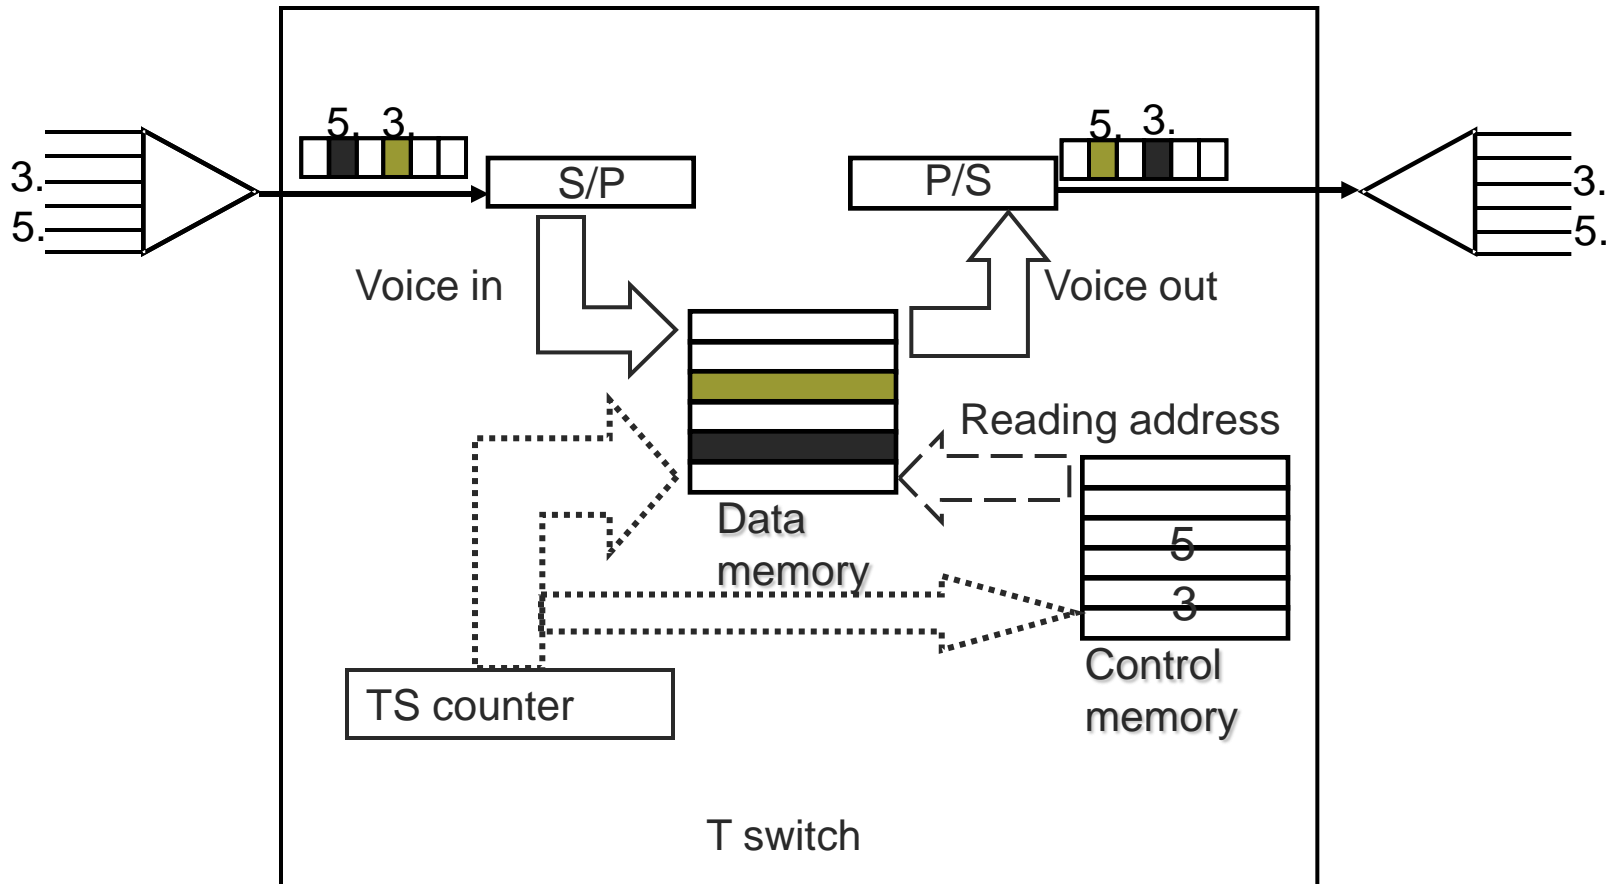 5. 3.
5. 3.
3.
5.
S/P
P/S
3.
5.
Voice in
Voice out
Reading address
Data
memory
5
3
Control
memory
TS counter
T switch